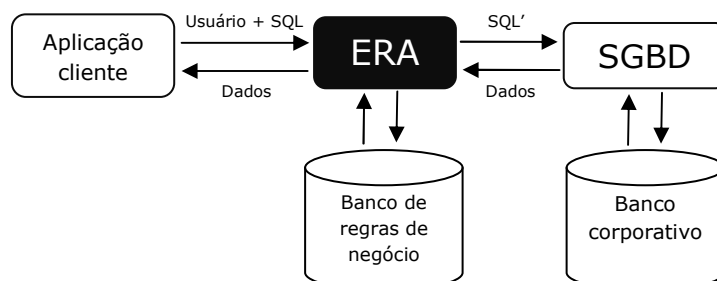 Usuário + SQL
SQL’
Aplicação
cliente
ERA
SGBD
Dados
Dados
Banco de
regras de
negócio
Banco
corporativo